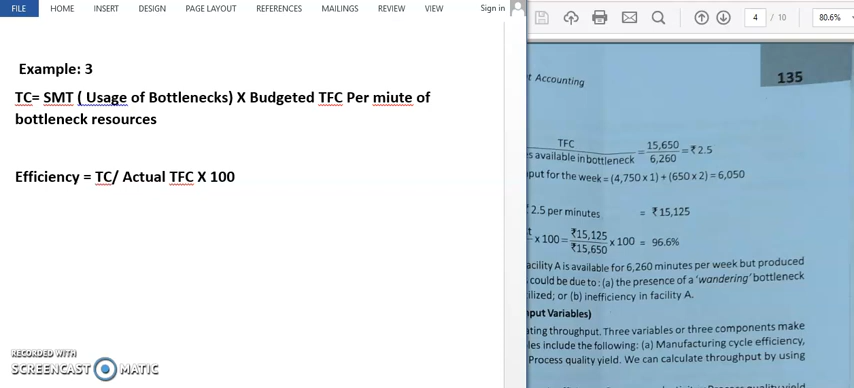 FILE HOME INSERT DESIGN PAGE LAYOUT REFERENCES MAILINGS REVIEW VIEW Sign in
4 / 10 80.6%
Example: 3
TC= SMT ( Usage of Bottlenecks) X Budgeted TFC Per miute of
bottleneck resources
Efficiency = TC/ Actual TFC X 100
RECORDED WITH
SCREENCAST MATIC
Accounting 135
TFC
available in bottleneck = 15,650 / 6,260 = ₹ 2.5
for the week = (4,750 x 1) + (650 x 2) = 6,050
2.5 per minutes = ₹ 15,125
x 100 = ₹15,125 / ₹15,650 x 100 = 96.6%
A is available for 6,260 minutes per week but produced
could be due to: (a) the presence of a 'wandering' bottleneck
or (b) inefficiency in facility A.
Variables)
throughput. Three variables or three components make
include the following: (a) Manufacturing cycle efficiency,
Process quality yield. We can calculate throughput by using